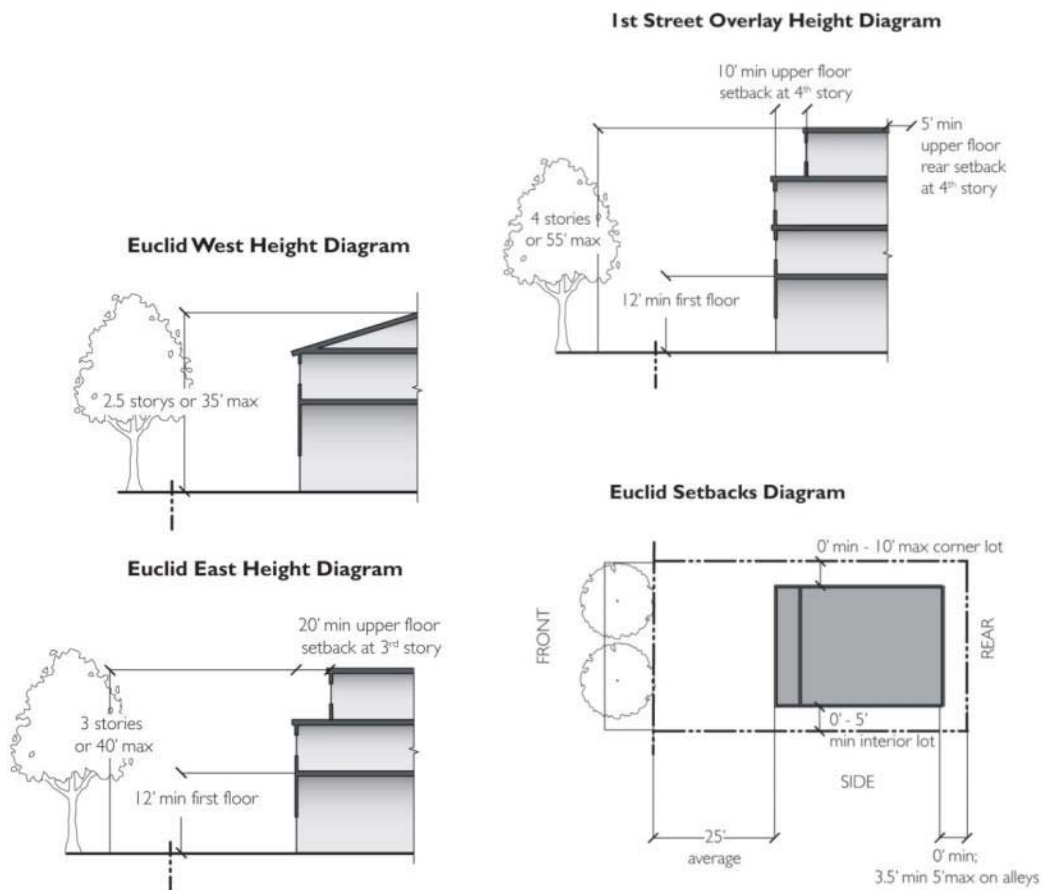 1st Street Overlay Height Diagram
10' min upper floor
setback at 4th story
5' min
upper floor
rear setback
at 4th story
4 stories
or 55' max
12' min first floor
Euclid West Height Diagram
2.5 storys or 35' max
Euclid East Height Diagram
20' min upper floor
setback at 3rd story
3 stories
or 40' max
12' min first floor
Euclid Setbacks Diagram
0' min - 10' max corner lot
FRONT
REAR
0' - 5'
min interior lot
SIDE
25'
average
0' min;
3.5' min 5'max on alleys